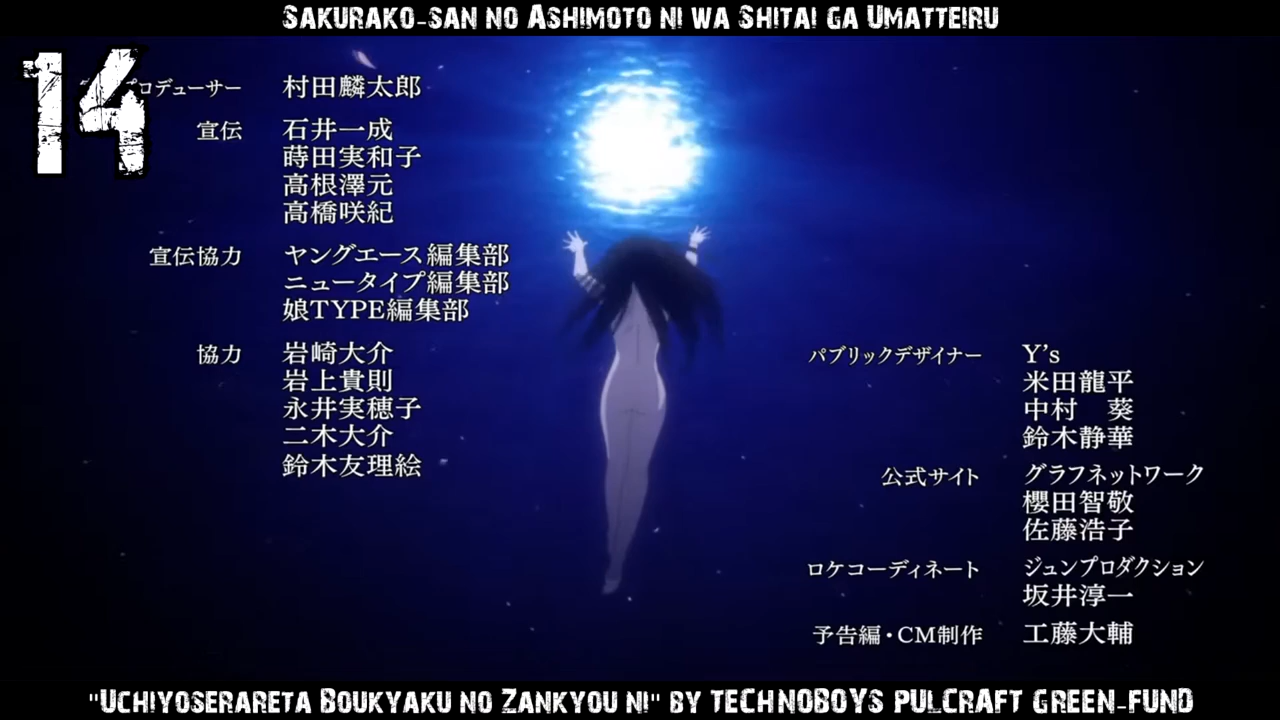 SAKURAKO-SAN NO ASHIMOTO NI WA SHITAI GA UMATTEIRU
14
ロデューサー 村田麟太郎
宣伝 石井一成
蒔田実和子
高根澤元
高橋咲紀
宣伝協力 ヤングエース編集部
ニュータイプ編集部
娘TYPE編集部
協力 岩崎大介
岩上貴則
永井実穂子
二木大介
鈴木友理絵
パブリックデザイナー Y's
米田龍平
中村 葵
鈴木静華
公式サイト グラフネットワーク
櫻田智敬
佐藤浩子
ロケコーディネート ジュンプロダクション
坂井淳一
予告編・CM制作 工藤大輔
"UCHIYOSERARETA BOUKYAKU NO ZANKYOU NI" BY TECHNOBOYS PULCRAFT GREEN-FUND